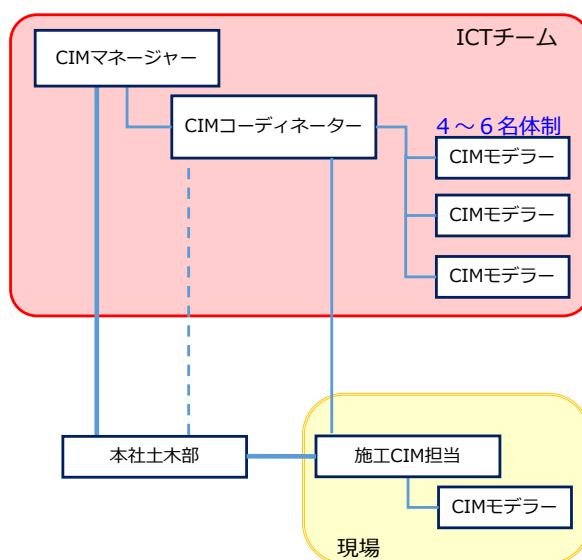 ICTチーム
CIMマネージャー
CIMコーディネーター
4～6名体制
CIMモデラー
CIMモデラー
CIMモデラー
本社土木部
施工CIM担当
CIMモデラー
現場